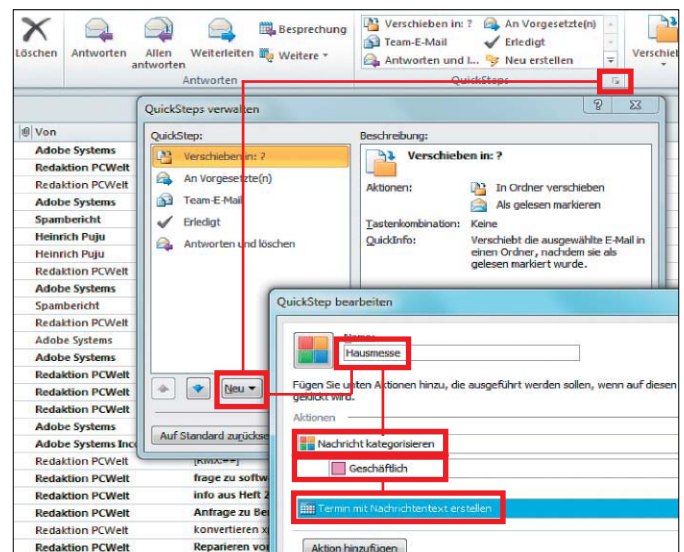 Löschen
Antworten
Allen antworten
Weiterleiten
Besprechung
Weitere
Antworten
Verschieben in: ?
An Vorgesetzte(n)
Team-E-Mail
Erledigt
Antworten und l...
Neu erstellen
QuickSteps
Von
Adobe Systems
Redaktion PCWelt
Redaktion PCWelt
Adobe Systems
Spambericht
Heinrich Puju
Heinrich Puju
Redaktion PCWelt
Adobe Systems
Spambericht
Redaktion PCWelt
Adobe Systems
Adobe Systems
Redaktion PCWelt
Redaktion PCWelt
Redaktion PCWelt
Adobe Systems
Adobe Systems Inc
Redaktion PCWelt
Redaktion PCWelt
frage zu softw
Redaktion PCWelt
info aus Heft 2
Redaktion PCWelt
Anfrage zu Be
Redaktion PCWelt
konvertieren
Redaktion PCWelt
Reparieren vo
QuickSteps verwalten
QuickStep:
Verschieben in: ?
An Vorgesetzte(n)
Team-E-Mail
Erledigt
Antworten und löschen
Neu
Auf Standard zurückse
Beschreibung:
Verschieben in: ?
Aktionen:
In Ordner verschieben
Als gelesen markieren
Tastenkombination: Keine
QuickInfo:
Verschiebt die ausgewählte E-Mail in
einen Ordner, nachdem sie als
gelesen markiert wurde.
QuickStep bearbeiten
Name:
Hausmesse
Fügen Sie unten Aktionen hinzu, die ausgeführt werden sollen, wenn auf diesen
geklickt wird.
Aktionen
Nachricht kategorisieren
Geschäftlich
Termin mit Nachrichtentext erstellen
Aktion hinzufügen